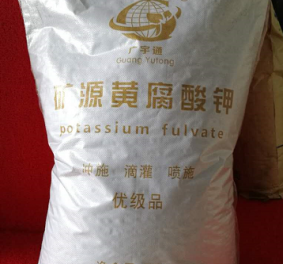 广宇通
Guang Yutong
矿源黄腐酸钾
potassium fulvate
冲施 滴灌 喷施
优级品